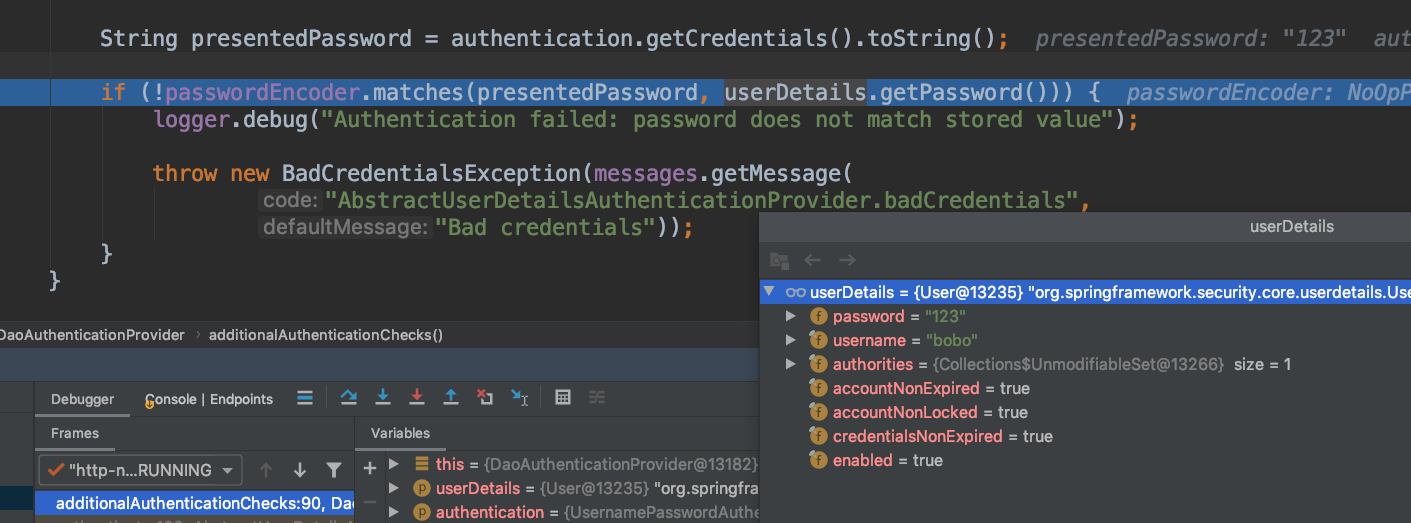 String presentedPassword = authentication.getCredentials().toString(); presentedPassword: "123" aut
if (!passwordEncoder.matches(presentedPassword, userDetails.getPassword())) { passwordEncoder: NoOpP
logger.debug("Authentication failed: password does not match stored value");
throw new BadCredentialsException(messages.getMessage(
code: "AbstractUserDetailsAuthenticationProvider.badCredentials",
defaultMessage: "Bad credentials"));
}
}
userDetails
userDetails = {User@13235} "org.springframework.security.core.userdetails.Use
password = "123"
username = "bobo"
authorities = {Collections$UnmodifiableSet@13266} size = 1
accountNonExpired = true
accountNonLocked = true
credentialsNonExpired = true
enabled = true
DaoAuthenticationProvider › additionalAuthenticationChecks()
Debugger Console | Endpoints
Frames Variables
"http-n...RUNNING
this = {DaoAuthenticationProvider@13182}
userDetails = {User@13235} "org.springfra
authentication = {UsernamePasswordAuthe
additionalAuthenticationChecks:90, Dao